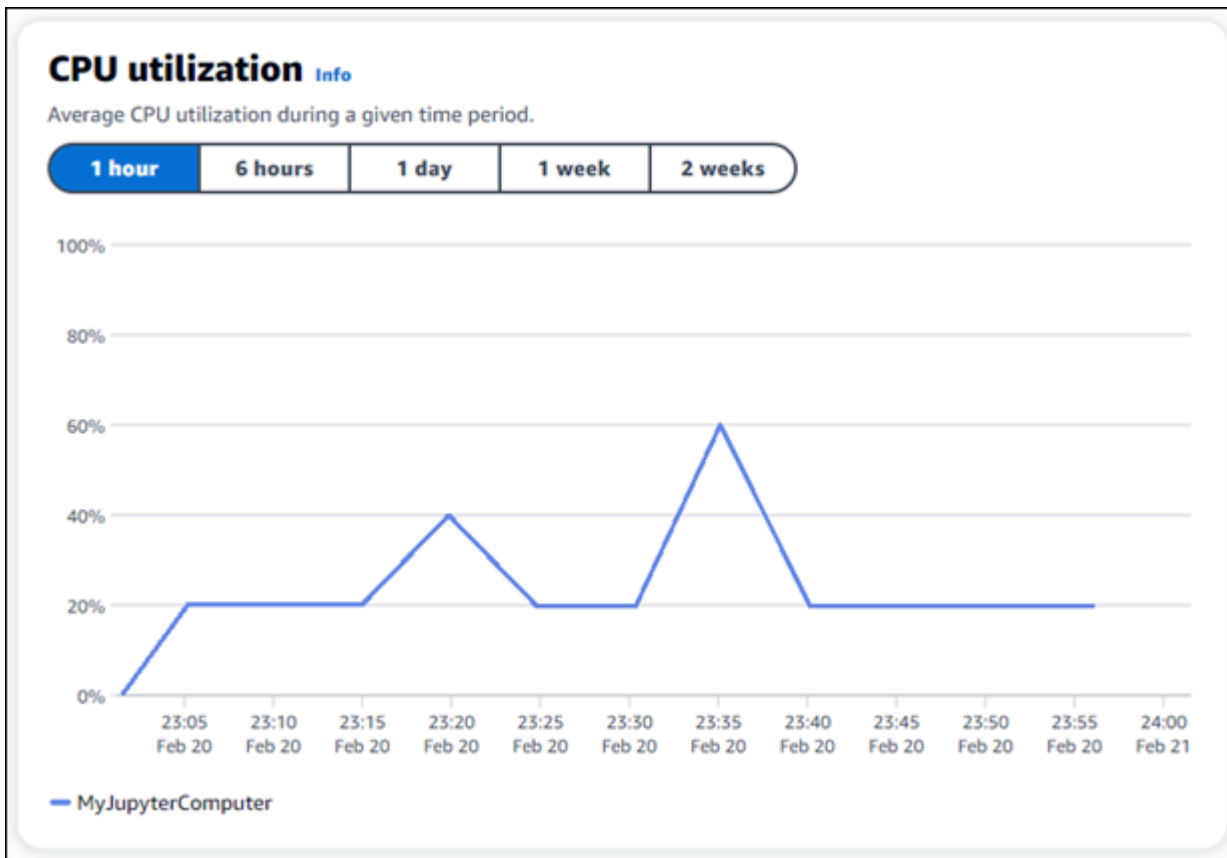 CPU utilization Info
Average CPU utilization during a given time period.
1 hour 6 hours 1 day 1 week 2 weeks
100%
80%
60%
40%
20%
0%
23:05 23:10 23:15 23:20 23:25 23:30 23:35 23:40 23:45 23:50 23:55 24:00
Feb 20 Feb 20 Feb 20 Feb 20 Feb 20 Feb 20 Feb 20 Feb 20 Feb 20 Feb 20 Feb 20 Feb 21
MyJupyterComputer